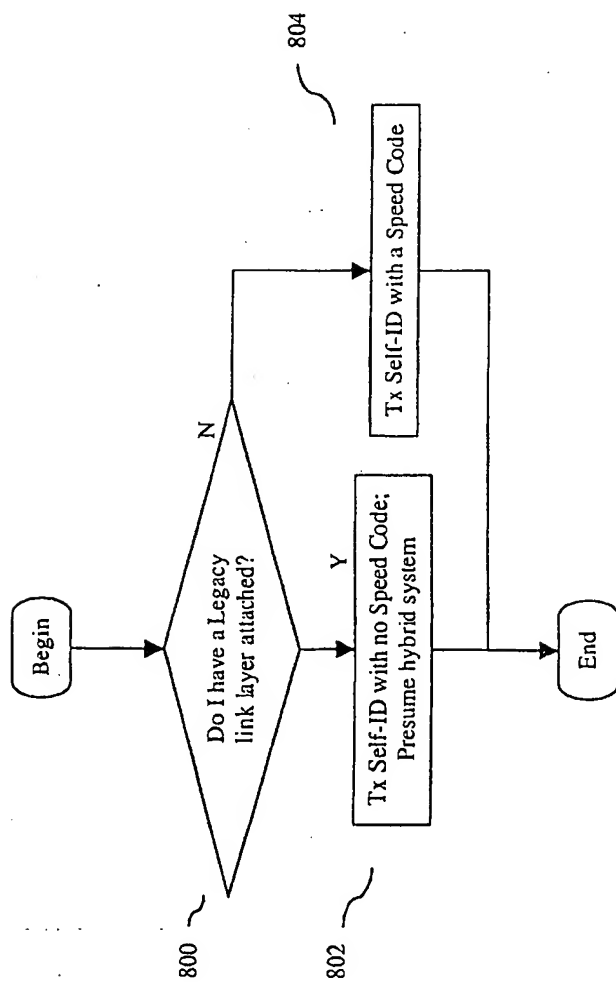 Begin
800
Do I have a Legacy
link layer attached?
N
Y
802
Tx Self-ID with no Speed Code;
Presume hybrid system
804
Tx Self-ID with a Speed Code
End